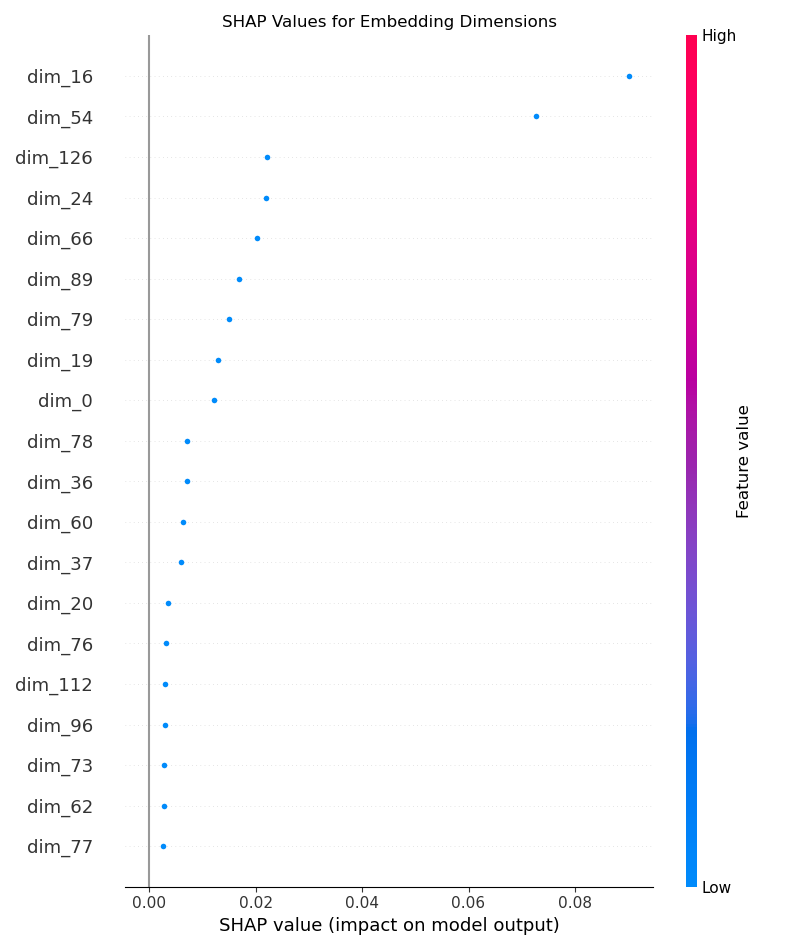 SHAP Values for Embedding Dimensions
High
dim_16
dim_54
dim_126
dim_24
dim_66
dim_89
dim_79
dim_19
dim_0
dim_78
dim_36
dim_60
dim_37
dim_20
dim_76
dim_112
dim_96
dim_73
dim_62
dim_77
Feature value
Low
0.00 0.02 0.04 0.06 0.08
SHAP value (impact on model output)